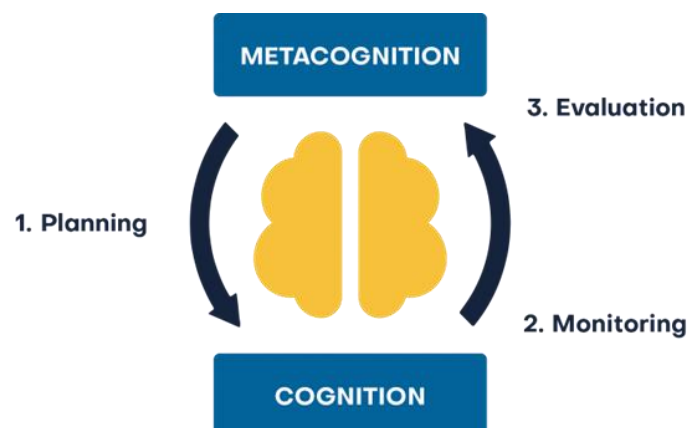 METACOGNITION
3. Evaluation
1. Planning
2. Monitoring
COGNITION